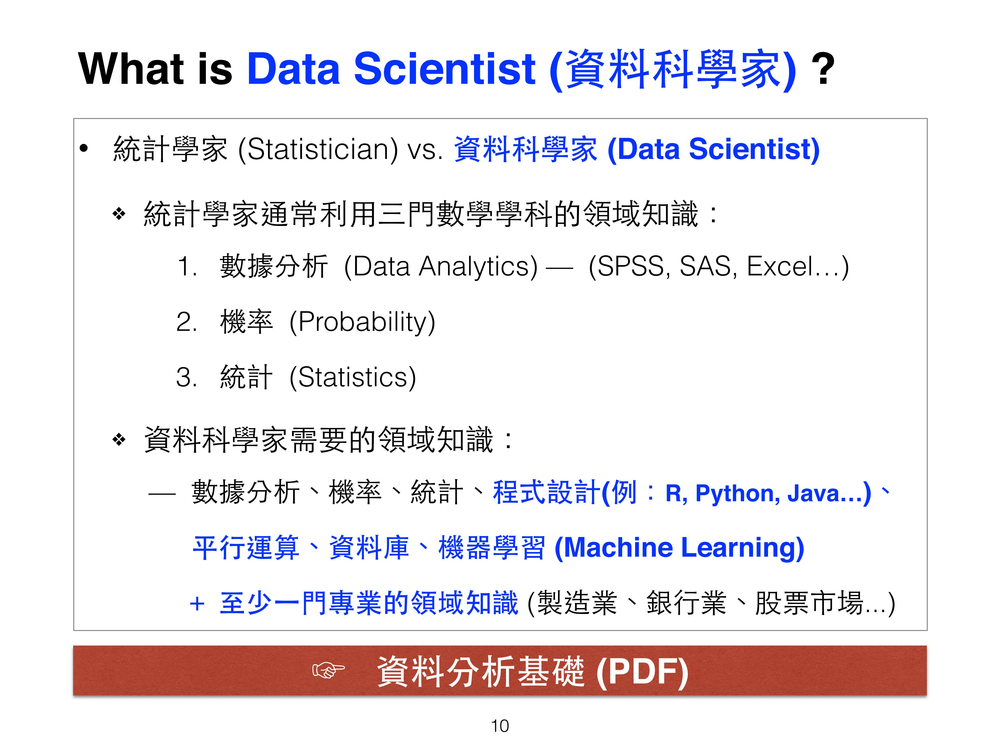 What is Data Scientist (資料科學家) ?
• 統計學家 (Statistician) vs. 資料科學家 (Data Scientist)
❖ 統計學家通常利用三門數學學科的領域知識：
1. 數據分析 (Data Analytics) — (SPSS, SAS, Excel…)
2. 機率 (Probability)
3. 統計 (Statistics)
❖ 資料科學家需要的領域知識：
— 數據分析、機率、統計、程式設計(例：R, Python, Java…)、
平行運算、資料庫、機器學習 (Machine Learning)
+ 至少一門專業的領域知識 (製造業、銀行業、股票市場...)
☞ 資料分析基礎 (PDF)
10